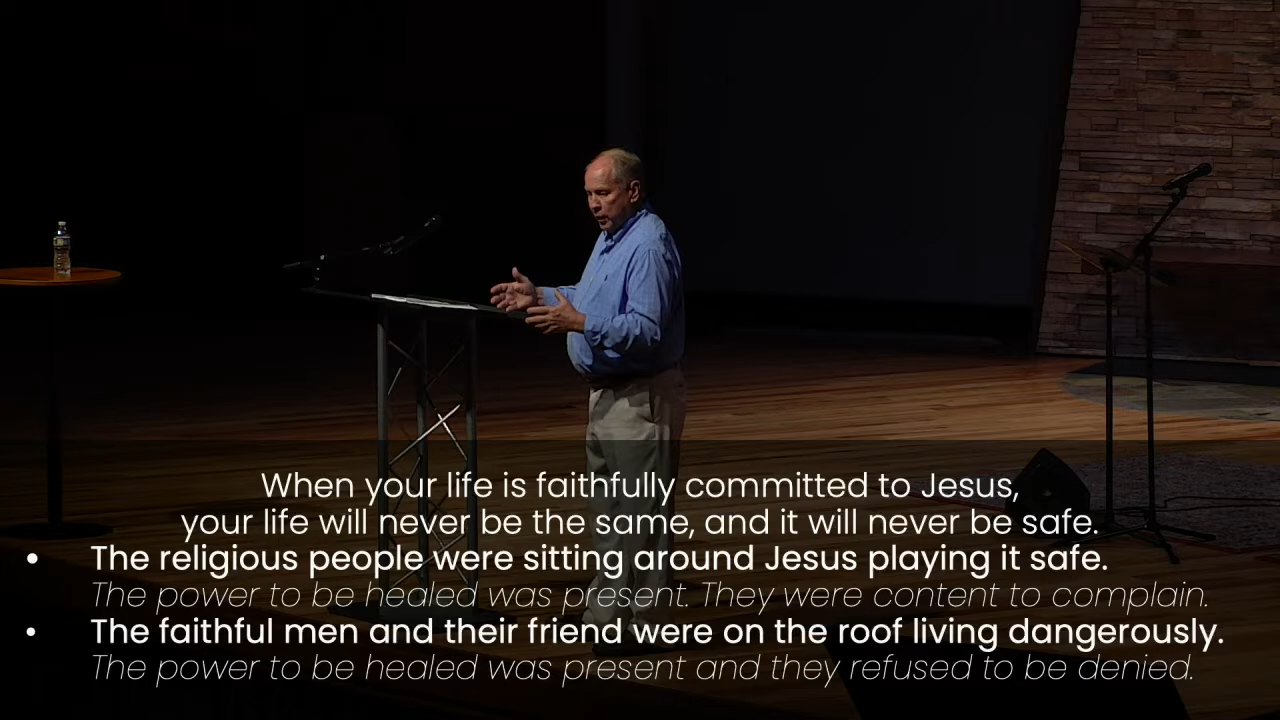 When your life is faithfully committed to Jesus,
your life will never be the same, and it will never be safe.
• The religious people were sitting around Jesus playing it safe.
The power to be healed was present. They were content to complain.
• The faithful men and their friend were on the roof living dangerously.
The power to be healed was present and they refused to be denied.